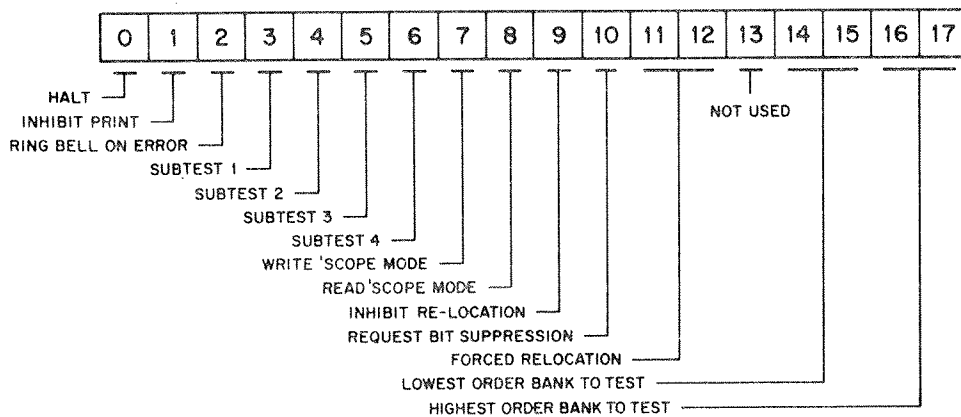 0 1 2 3 4 5 6 7 8 9 10 11 12 13 14 15 16 17
HALT
INHIBIT PRINT
NOT USED
RING BELL ON ERROR
SUBTEST 1
SUBTEST 2
SUBTEST 3
SUBTEST 4
WRITE 'SCOPE MODE
READ 'SCOPE MODE
INHIBIT RE-LOCATION
REQUEST BIT SUPPRESSION
FORCED RELOCATION
LOWEST ORDER BANK TO TEST
HIGHEST ORDER BANK TO TEST